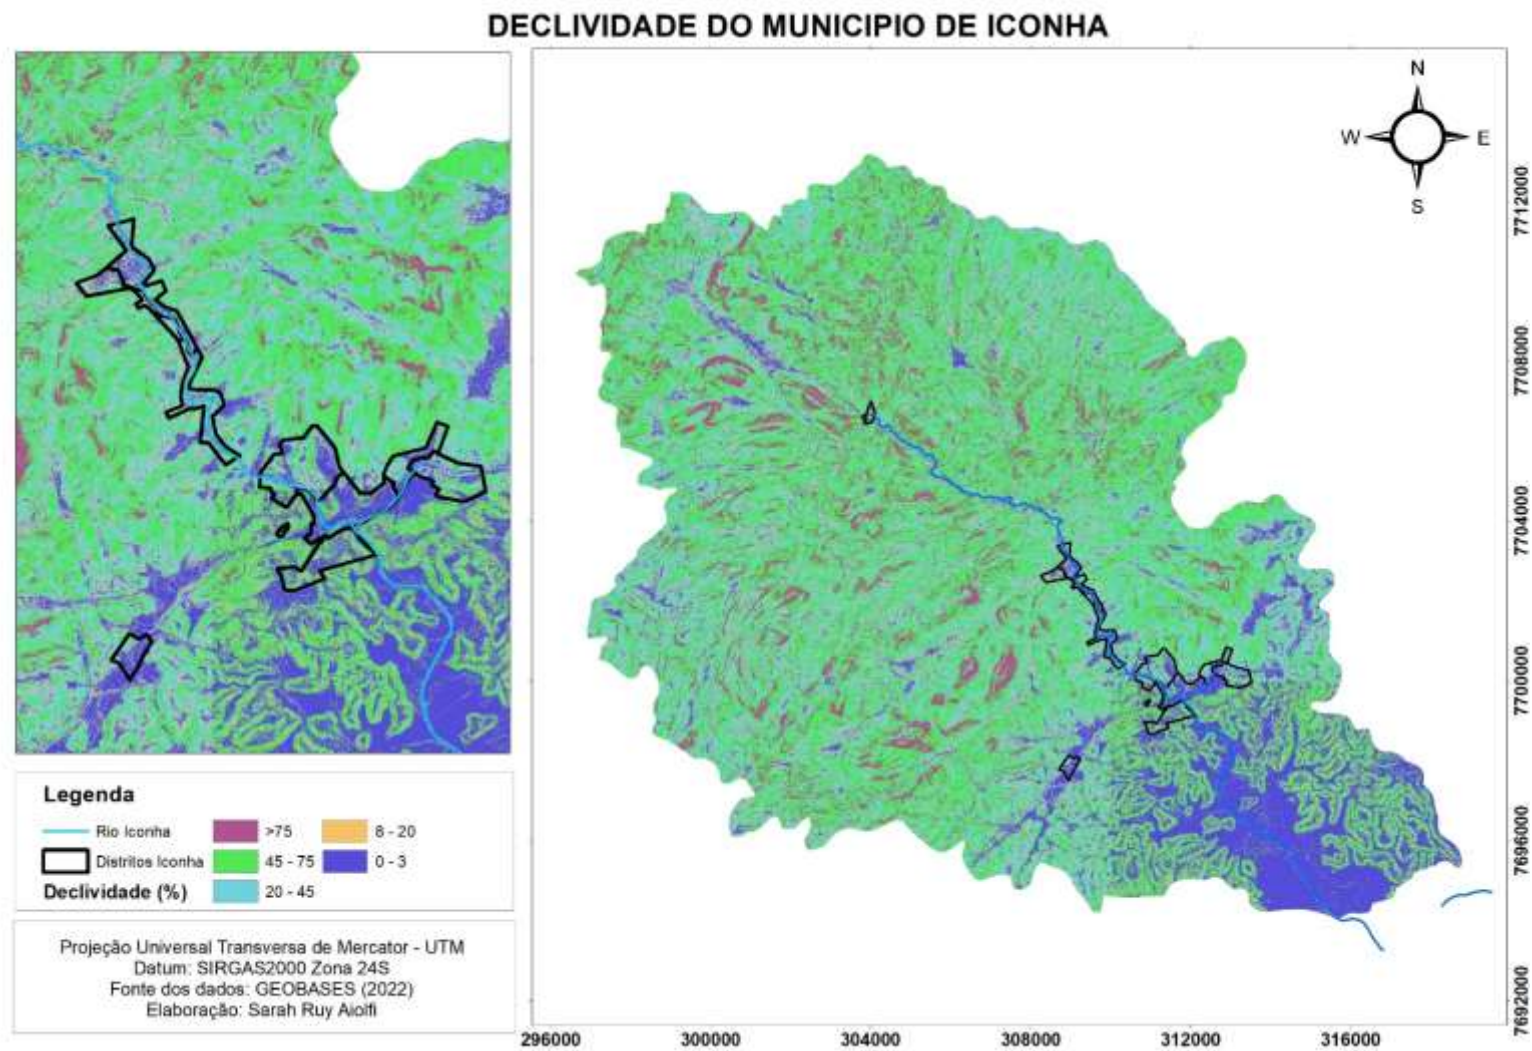 DECLIVIDADE DO MUNICIPIO DE ICONHA
N
W E
S
7712000
7708000
7704000
7700000
7696000
7692000
296000 300000 304000 308000 312000 316000
Legenda
Rio Iconha >75 8 - 20
Distritos Iconha 45 - 75 0 - 3
Declividade (%) 20 - 45
Projeção Universal Transversa de Mercator - UTM
Datum: SIRGAS2000 Zona 24S
Fonte dos dados: GEOBASES (2022)
Elaboração: Sarah Ruy Aiolfi